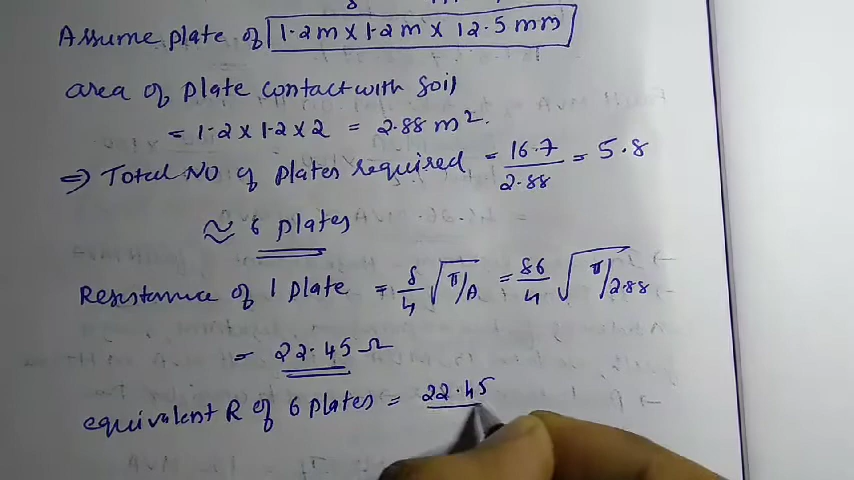 Assume plate of 1.2m x 1.2m x 12.5 mm
area of plate contact with soil
= 1.2 x 1.2 x 2 = 2.88 m².
⇒ Total NO of plates required = 16.7/2.88 = 5.8
≈ 6 plates
Resistance of 1 plate = ρ/4 √π/A = 86/4 √π/2.88
= 22.45 Ω
equivalent R of 6 plates = 22.45